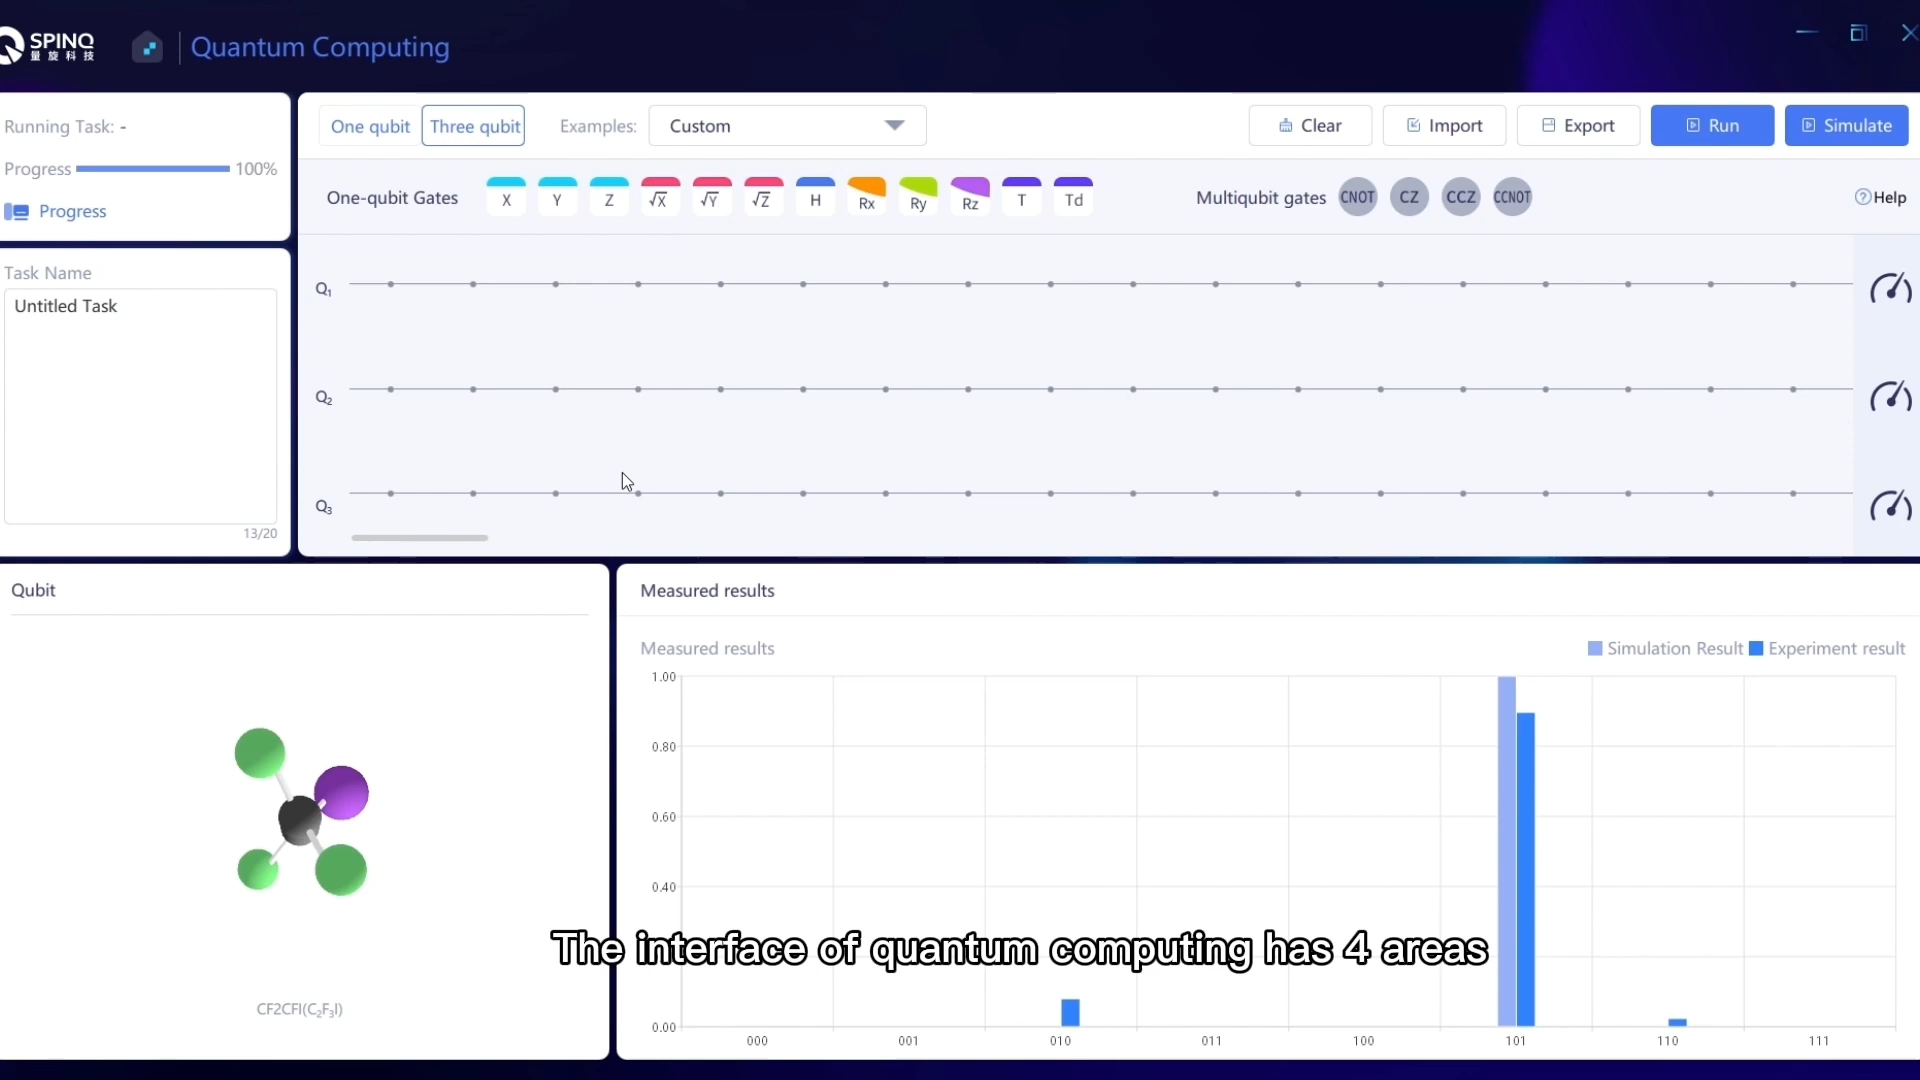 SPINQ
量旋科技
Quantum Computing
Running Task: -
Progress 100%
Progress
Task Name
Untitled Task
13/20
One qubit Three qubit Examples: Custom Clear Import Export Run Simulate
One-qubit Gates X Y Z √X √Y √Z H Rx Ry Rz T Td Multiqubit gates CNOT CZ CCZ CCNOT Help
Q₁
Q₂
Q₃
Qubit
CF2CFI(C₂F₃I)
Measured results
Measured results Simulation Result Experiment result
1.00
0.80
0.60
0.40
0.00
000 001 010 011 100 101 110 111
The interface of quantum computing has 4 areas